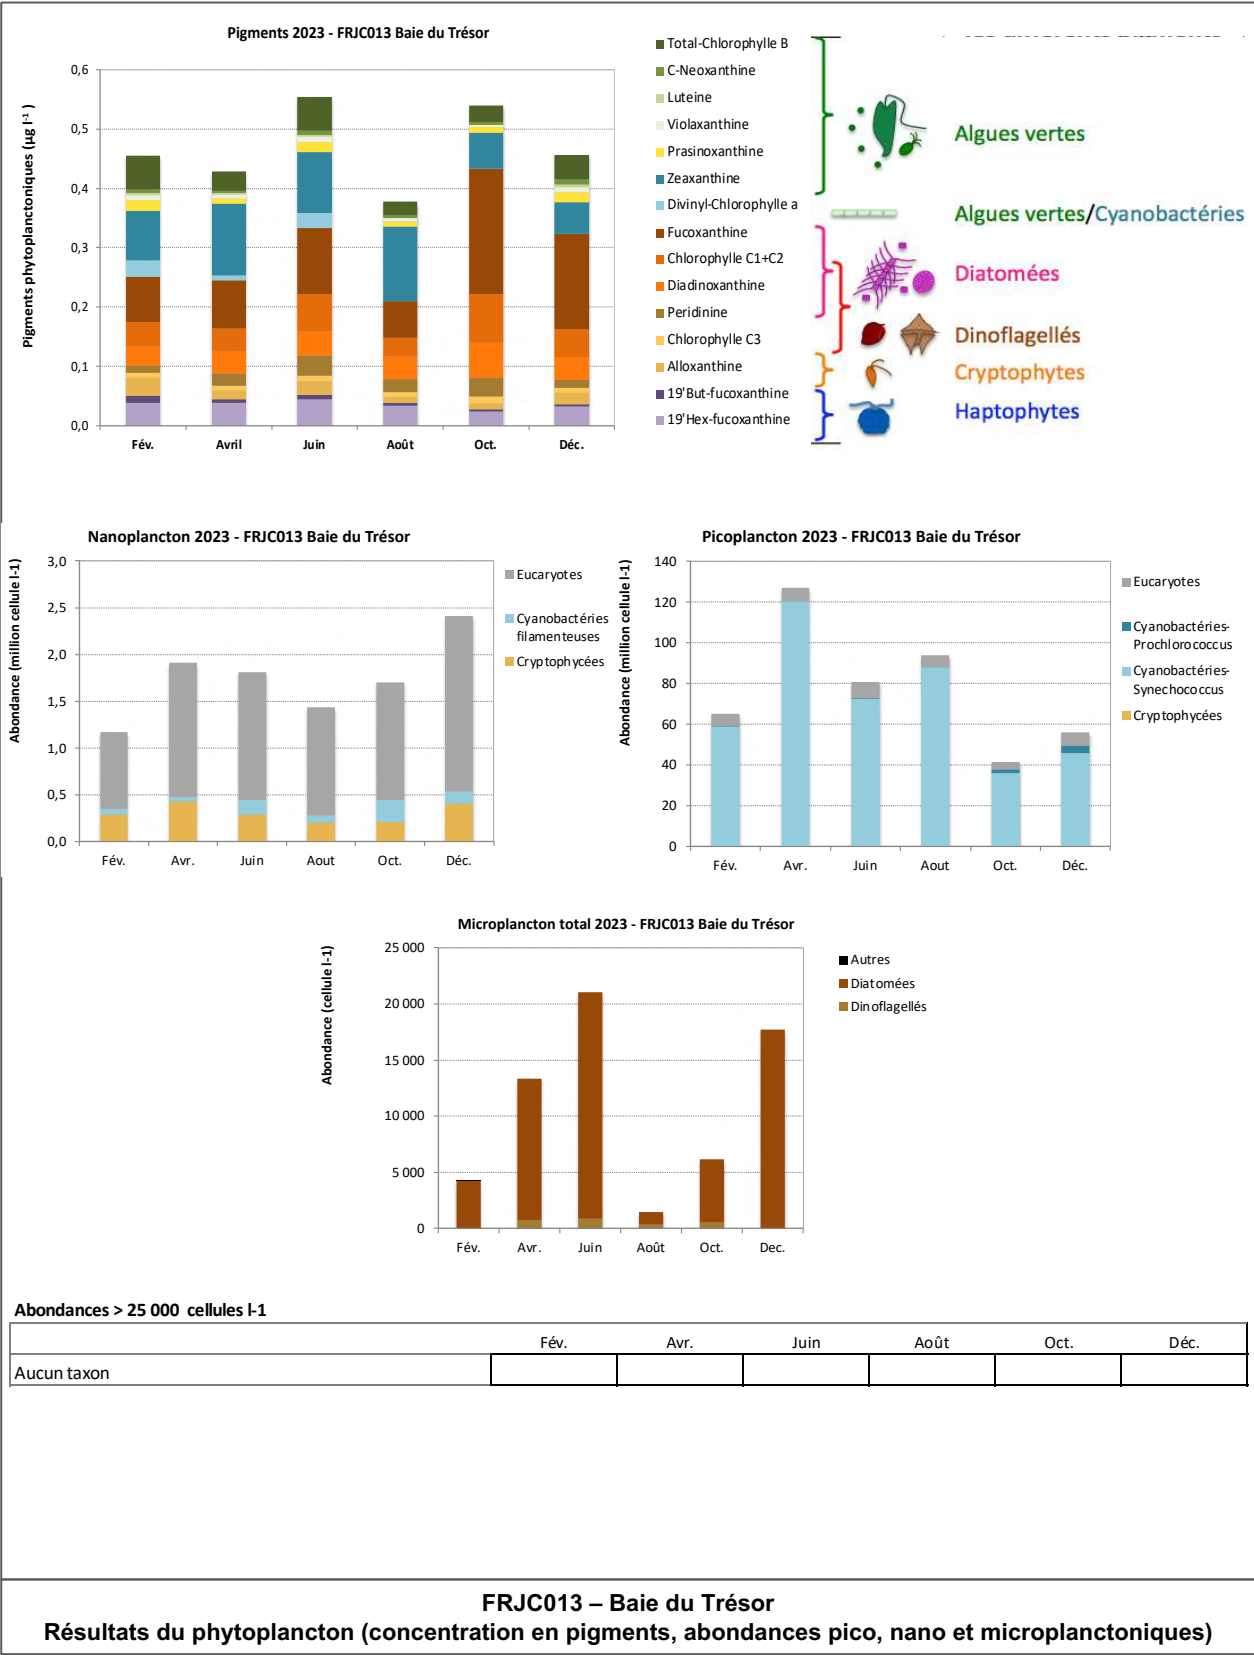 Pigments 2023 - FRJC013 Baie du Trésor
Pigments phytoplanctoniques (µg l-1 )
0,6
0,5
0,4
0,3
0,2
0,1
0,0
Fév.
Avril
Juin
Août
Oct.
Déc.
Total-Chlorophylle B
C-Neoxanthine
Luteine
Violaxanthine
Prasinoxanthine
Zeaxanthine
Divinyl-Chlorophylle a
Fucoxanthine
Chlorophylle C1+C2
Diadinoxanthine
Peridinine
Chlorophylle C3
Alloxanthine
19'But-fucoxanthine
19'Hex-fucoxanthine
Algues vertes
Algues vertes/Cyanobactéries
Diatomées
Dinoflagellés
Cryptophytes
Haptophytes
Nanoplancton 2023 - FRJC013 Baie du Trésor
Abondance (million cellule l-1)
3,0
2,5
2,0
1,5
1,0
0,5
0,0
Fév.
Avr.
Juin
Aout
Oct.
Déc.
Eucaryotes
Cyanobactéries
filamenteuses
Cryptophycées
Picoplancton 2023 - FRJC013 Baie du Trésor
Abondance (million cellule l-1)
140
120
100
80
60
40
20
0
Fév.
Avr.
Juin
Aout
Oct.
Déc.
Eucaryotes
Cyanobactéries-
Prochlorococcus
Cyanobactéries-
Synechococcus
Cryptophycées
Microplancton total 2023 - FRJC013 Baie du Trésor
Abondance (cellule l-1)
25 000
20 000
15 000
10 000
5 000
0
Fév.
Avr.
Juin
Août
Oct.
Dec.
Autres
Diatomées
Dinoflagellés
Abondances > 25 000 cellules l-1
Fév. Avr. Juin Août Oct. Déc.
Aucun taxon
FRJC013 – Baie du Trésor
Résultats du phytoplancton (concentration en pigments, abondances pico, nano et microplanctoniques)